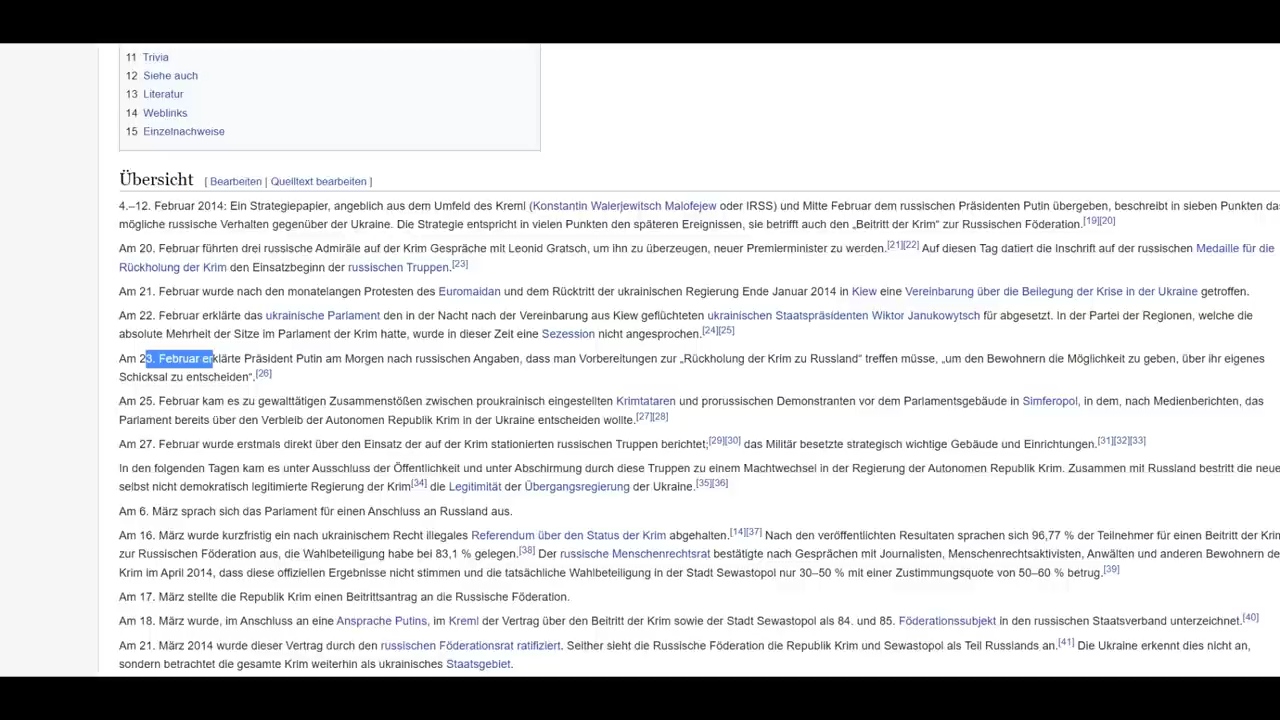 11 Trivia
12 Siehe auch
13 Literatur
14 Weblinks
15 Einzelnachweise
Übersicht [ Bearbeiten | Quelltext bearbeiten ]
4.–12. Februar 2014: Ein Strategiepapier, angeblich aus dem Umfeld des Kreml (Konstantin Walerjewitsch Malofejew oder IRSS) und Mitte Februar dem russischen Präsidenten Putin übergeben, beschreibt in sieben Punkten
mögliche russische Verhalten gegenüber der Ukraine. Die Strategie entspricht in vielen Punkten den späteren Ereignissen, sie betrifft auch den „Beitritt der Krim“ zur Russischen Föderation.[19][20]
Am 20. Februar führten drei russische Admiräle auf der Krim Gespräche mit Leonid Gratsch, um ihn zu überzeugen, neuer Premierminister zu werden.[21][22] Auf diesen Tag datiert die Inschrift auf der russischen Medaille für die
Rückholung der Krim den Einsatzbeginn der russischen Truppen.[23]
Am 21. Februar wurde nach den monatelangen Protesten des Euromaidan und dem Rücktritt der ukrainischen Regierung Ende Januar 2014 in Kiew eine Vereinbarung über die Beilegung der Krise in der Ukraine getroffen.
Am 22. Februar erklärte das ukrainische Parlament den in der Nacht nach der Vereinbarung aus Kiew geflüchteten ukrainischen Staatspräsidenten Wiktor Janukowytsch für abgesetzt. In der Partei der Regionen, welche die
absolute Mehrheit der Sitze im Parlament der Krim hatte, wurde in dieser Zeit eine Sezession nicht angesprochen.[24][25]
Am 23. Februar erklärte Präsident Putin am Morgen nach russischen Angaben, dass man Vorbereitungen zur „Rückholung der Krim zu Russland“ treffen müsse, „um den Bewohnern die Möglichkeit zu geben, über ihr eigenes
Schicksal zu entscheiden“.[26]
Am 25. Februar kam es zu gewalttätigen Zusammenstößen zwischen proukrainisch eingestellten Krimtataren und prorussischen Demonstranten vor dem Parlamentsgebäude in Simferopol, in dem, nach Medienberichten, das
Parlament bereits über den Verbleib der Autonomen Republik Krim in der Ukraine entscheiden wollte.[27][28]
Am 27. Februar wurde erstmals direkt über den Einsatz der auf der Krim stationierten russischen Truppen berichtet;[29][30] das Militär besetzte strategisch wichtige Gebäude und Einrichtungen.[31][32][33]
In den folgenden Tagen kam es unter Ausschluss der Öffentlichkeit und unter Abschirmung durch diese Truppen zu einem Machtwechsel in der Regierung der Autonomen Republik Krim. Zusammen mit Russland bestritt die neue
selbst nicht demokratisch legitimierte Regierung der Krim[34] die Legitimität der Übergangsregierung der Ukraine.[35][36]
Am 6. März sprach sich das Parlament für einen Anschluss an Russland aus.
Am 16. März wurde kurzfristig ein nach ukrainischem Recht illegales Referendum über den Status der Krim abgehalten.[14][37] Nach den veröffentlichten Resultaten sprachen sich 96,77 % der Teilnehmer für einen Beitritt der
zur Russischen Föderation aus, die Wahlbeteiligung habe bei 83,1 % gelegen.[38] Der russische Menschenrechtsrat bestätigte nach Gesprächen mit Journalisten, Menschenrechtsaktivisten, Anwälten und anderen Bewohnern
Krim im April 2014, dass diese offiziellen Ergebnisse nicht stimmen und die tatsächliche Wahlbeteiligung in der Stadt Sewastopol nur 30–50 % mit einer Zustimmungsquote von 50–60 % betrug.[39]
Am 17. März stellte die Republik Krim einen Beitrittsantrag an die Russische Föderation.
Am 18. März wurde, im Anschluss an eine Ansprache Putins, im Kreml der Vertrag über den Beitritt der Krim sowie der Stadt Sewastopol als 84. und 85. Föderationssubjekt in den russischen Staatsverband unterzeichnet.[40]
Am 21. März 2014 wurde dieser Vertrag durch den russischen Föderationsrat ratifiziert. Seither sieht die Russische Föderation die Republik Krim und Sewastopol als Teil Russlands an.[41] Die Ukraine erkennt dies nicht an,
sondern betrachtet die gesamte Krim weiterhin als ukrainisches Staatsgebiet.